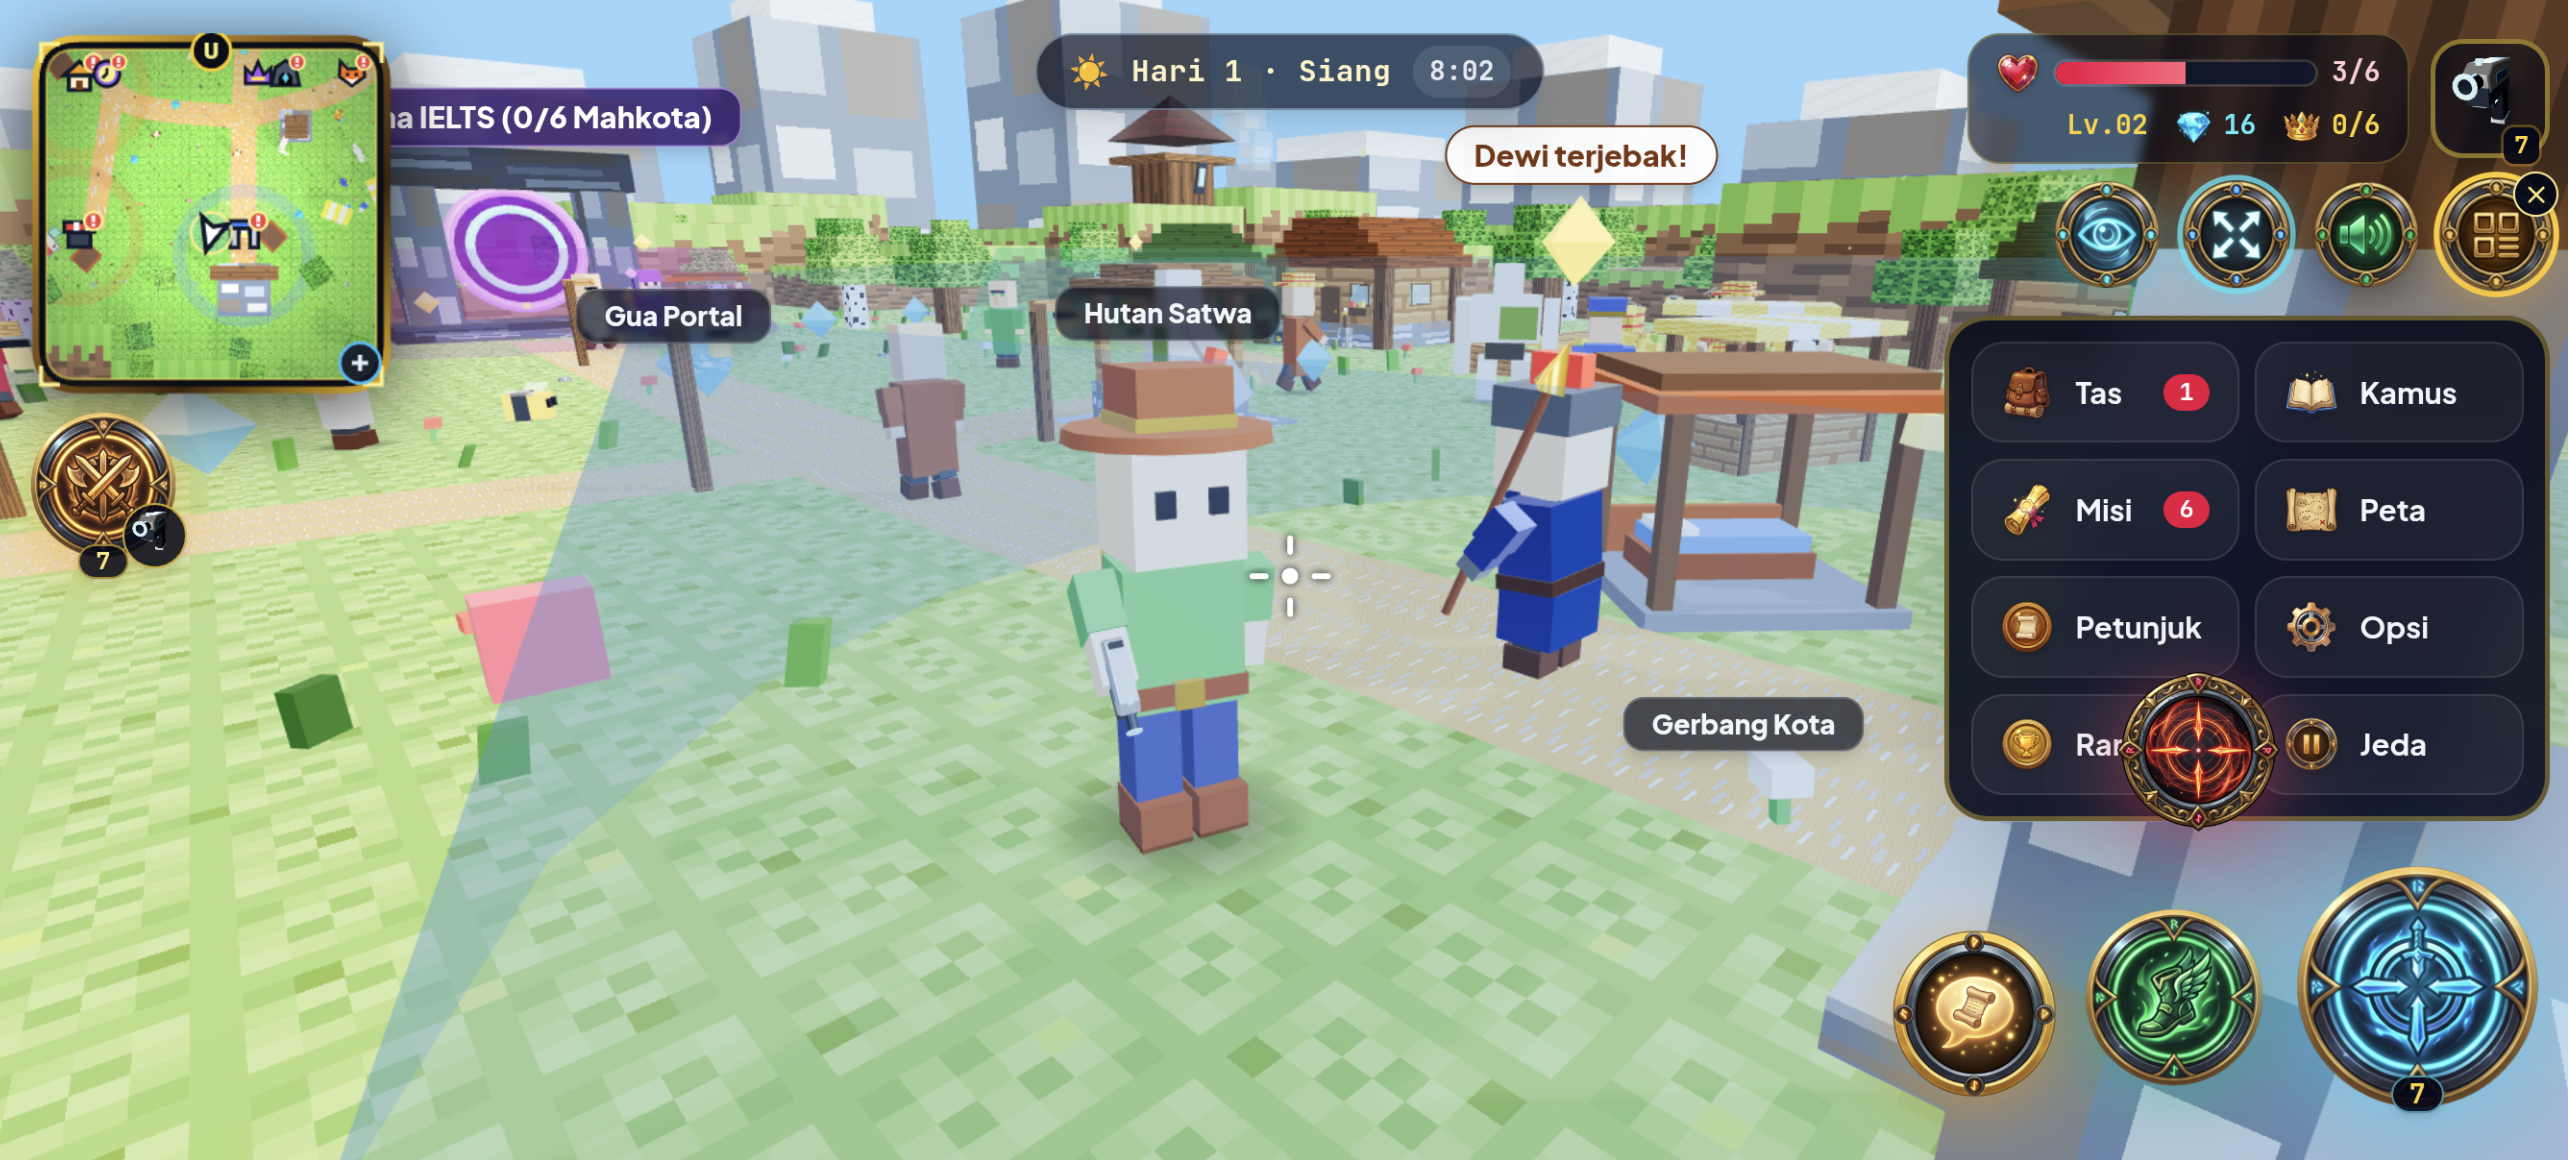 U
na IELTS (0/6 Mahkota)
Hari 1 · Siang 8:02
3/6
Lv.02 16 0/6
7
Dewi terjebak!
Gua Portal
Hutan Satwa
7
Tas 1
Kamus
Misi 6
Peta
Petunjuk
Opsi
Jeda
Gerbang Kota
7